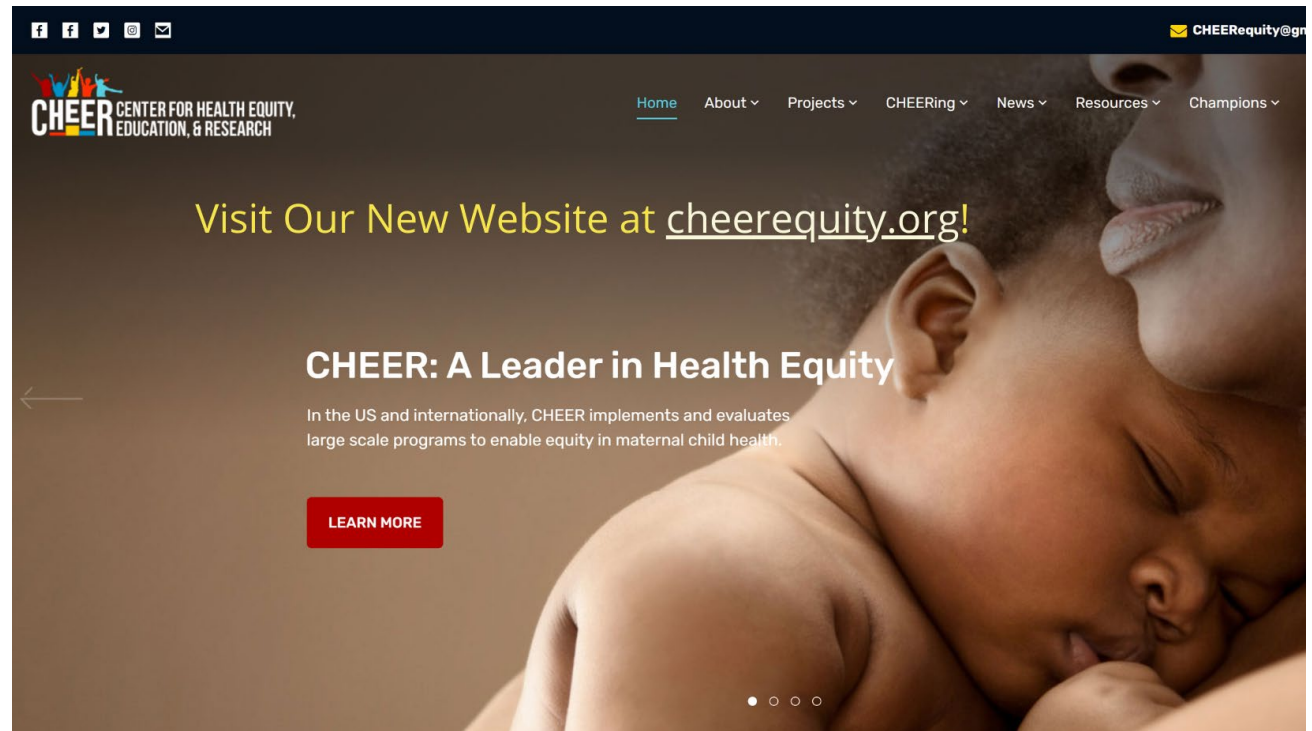 CHEERequity@gm
CHEER CENTER FOR HEALTH EQUITY,
EDUCATION, & RESEARCH
Home About Projects CHEERing News Resources Champions
Visit Our New Website at cheerequity.org!
CHEER: A Leader in Health Equity
In the US and internationally, CHEER implements and evaluates
large scale programs to enable equity in maternal child health.
LEARN MORE